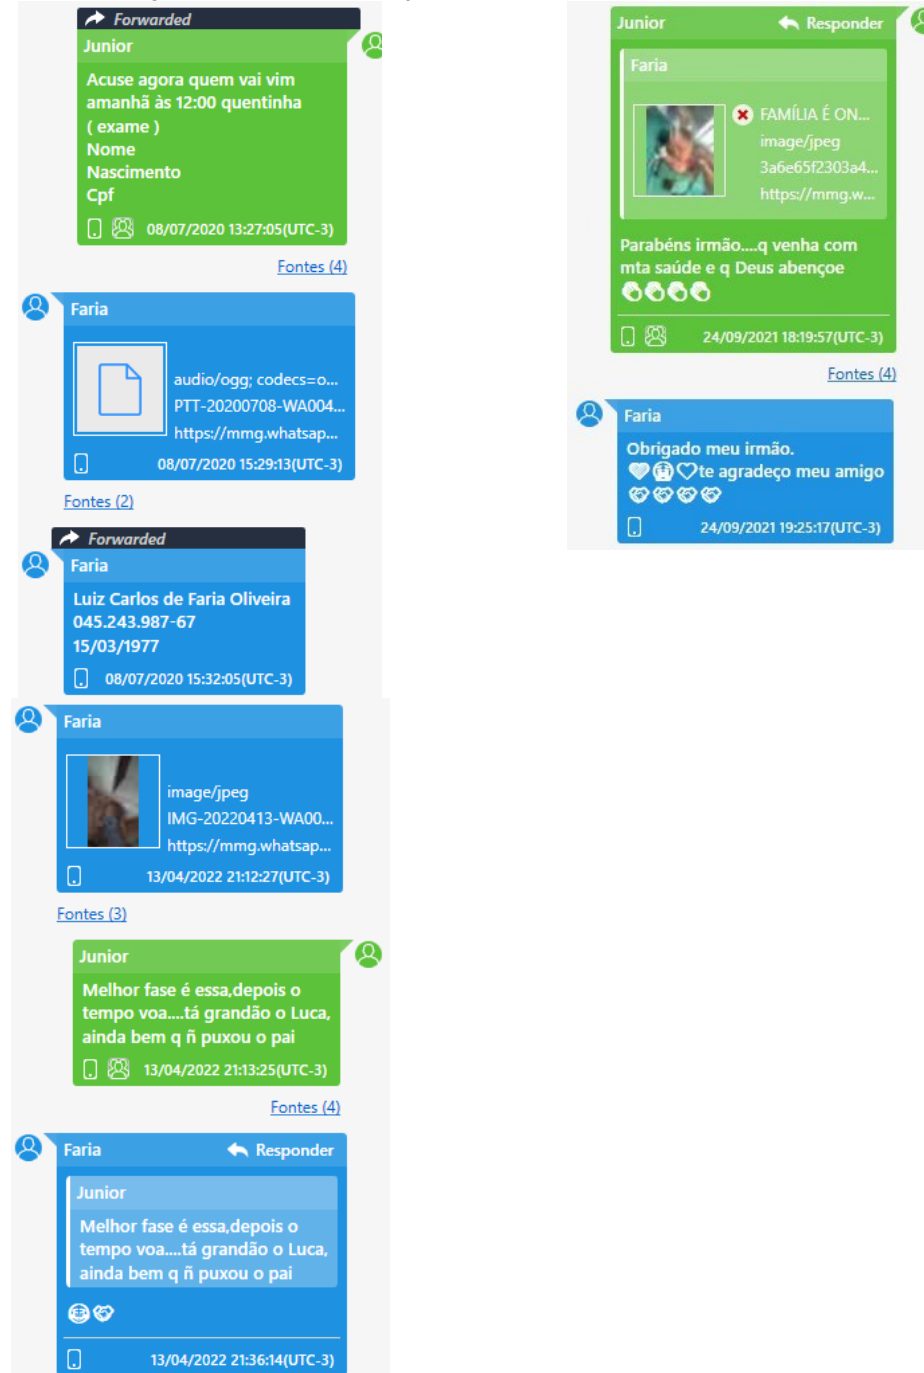 Forwarded
Junior
Acuse agora quem vai vim
amanhã às 12:00 quentinha
( exame )
Nome
Nascimento
Cpf
08/07/2020 13:27:05(UTC-3)
Fontes (4)
Faria
audio/ogg; codecs=o...
PTT-20200708-WA004...
https://mmg.whatsap...
08/07/2020 15:29:13(UTC-3)
Fontes (2)
Forwarded
Faria
Luiz Carlos de Faria Oliveira
045.243.987-67
15/03/1977
08/07/2020 15:32:05(UTC-3)
Faria
image/jpeg
IMG-20220413-WA00...
https://mmg.whatsap...
13/04/2022 21:12:27(UTC-3)
Fontes (3)
Junior
Melhor fase é essa,depois o
tempo voa....tá grandão o Luca,
ainda bem q ñ puxou o pai
13/04/2022 21:13:25(UTC-3)
Fontes (4)
Faria Responder
Junior
Melhor fase é essa,depois o
tempo voa....tá grandão o Luca,
ainda bem q ñ puxou o pai
13/04/2022 21:36:14(UTC-3)
Junior Responder
Faria
FAMÍLIA É ON...
image/jpeg
3a6e65f2303a4...
https://mmg.w...
Parabéns irmão....q venha com
mta saúde e q Deus abençoe
24/09/2021 18:19:57(UTC-3)
Fontes (4)
Faria
Obrigado meu irmão.
te agradeço meu amigo
24/09/2021 19:25:17(UTC-3)